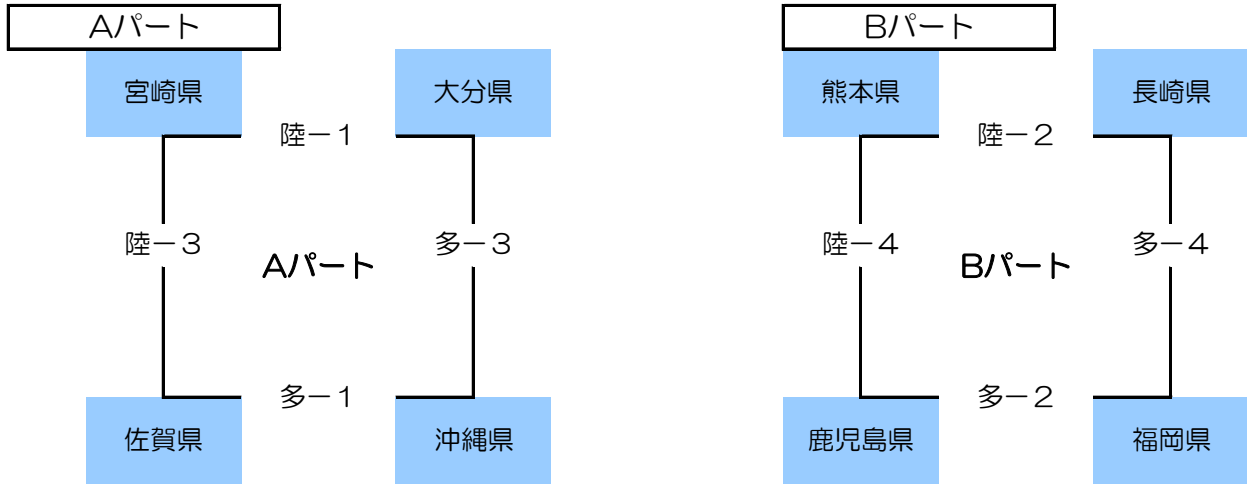 Aパート
宮崎県
大分県
陸－1
陸－3
多－3
Aパート
多－1
佐賀県
沖縄県
Bパート
熊本県
長崎県
陸－2
陸－4
多－4
Bパート
多－2
鹿児島県
福岡県